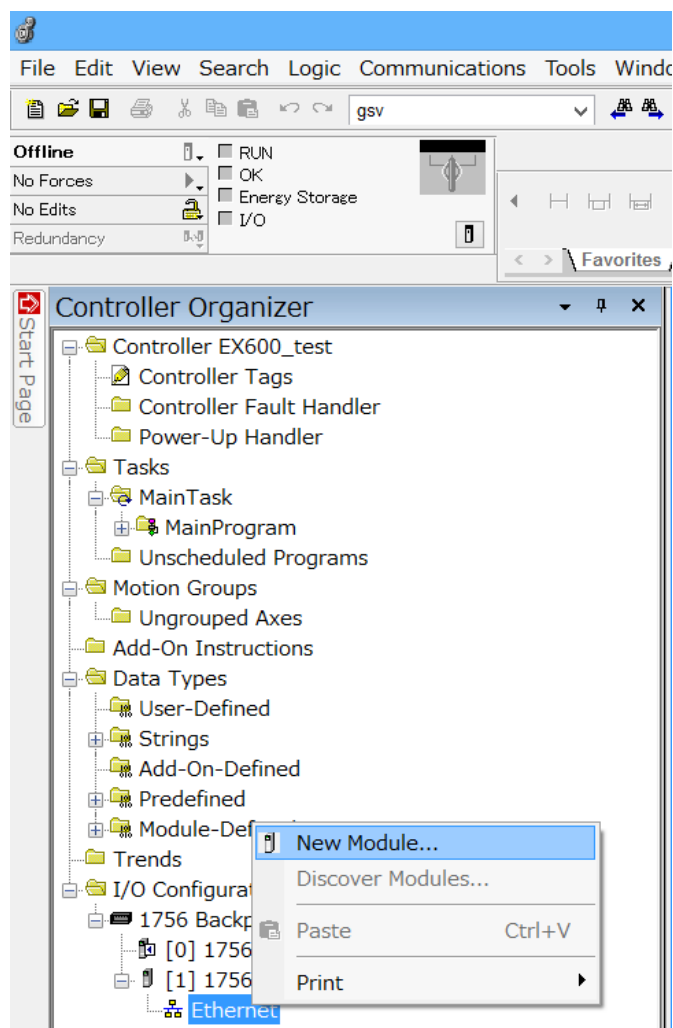 File Edit View Search Logic Communications Tools
gsv
Offline
RUN
No Forces
OK
Energy Storage
No Edits
I/O
Redundancy
Favorites
Start Page
Controller Organizer
Controller EX600_test
Controller Tags
Controller Fault Handler
Power-Up Handler
Tasks
MainTask
MainProgram
Unscheduled Programs
Motion Groups
Ungrouped Axes
Add-On Instructions
Data Types
User-Defined
Strings
Add-On-Defined
Predefined
Module-Def
New Module...
Trends
Discover Modules...
I/O Configurat
1756 Backp
Paste Ctrl+V
[0] 1756
[1] 1756
Print
Ethernet